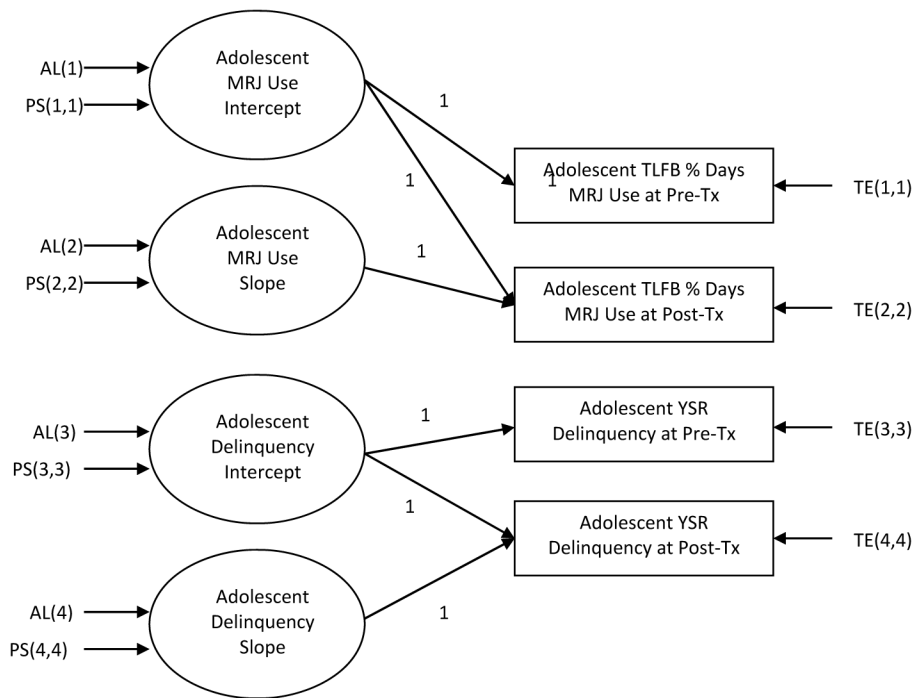 AL(1)
PS(1,1)
Adolescent
MRJ Use
Intercept
1
1
Adolescent TLFB % Days
1
MRJ Use at Pre-Tx
TE(1,1)
AL(2)
PS(2,2)
Adolescent
MRJ Use
Slope
1
Adolescent TLFB % Days
MRJ Use at Post-Tx
TE(2,2)
AL(3)
PS(3,3)
Adolescent
Delinquency
Intercept
1
1
Adolescent YSR
Delinquency at Pre-Tx
TE(3,3)
Adolescent YSR
Delinquency at Post-Tx
TE(4,4)
AL(4)
PS(4,4)
Adolescent
Delinquency
Slope
1